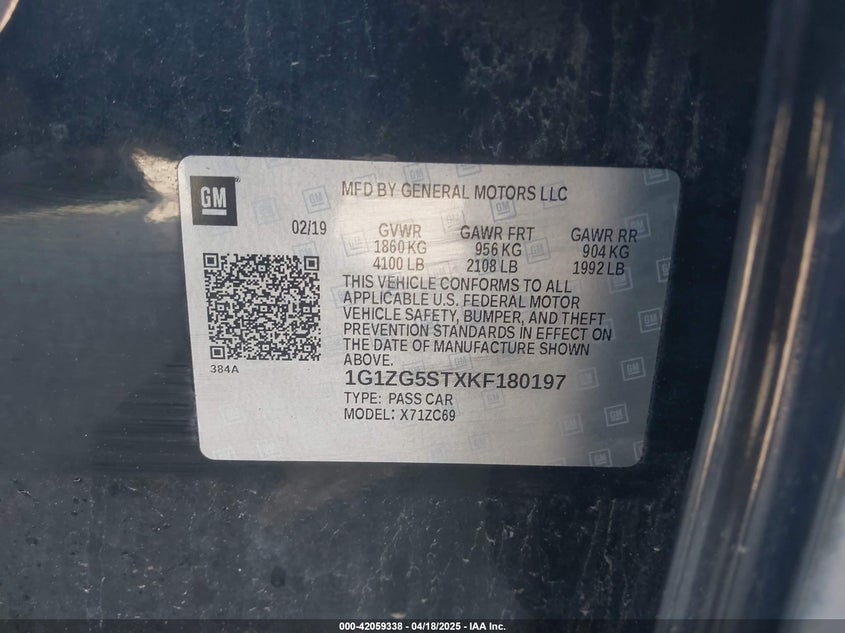 GM
MFD BY GENERAL MOTORS LLC
02/19
GVWR GAWR FRT GAWR RR
1860 KG 956 KG 904 KG
4100 LB 2108 LB 1992 LB
THIS VEHICLE CONFORMS TO ALL
APPLICABLE U.S. FEDERAL MOTOR
VEHICLE SAFETY, BUMPER, AND THEFT
PREVENTION STANDARDS IN EFFECT ON
THE DATE OF MANUFACTURE SHOWN
ABOVE.
384A
1G1ZG5STXKF180197
TYPE: PASS CAR
MODEL: X71ZC69
000-42059338 - 04/18/2025 - IAA Inc.